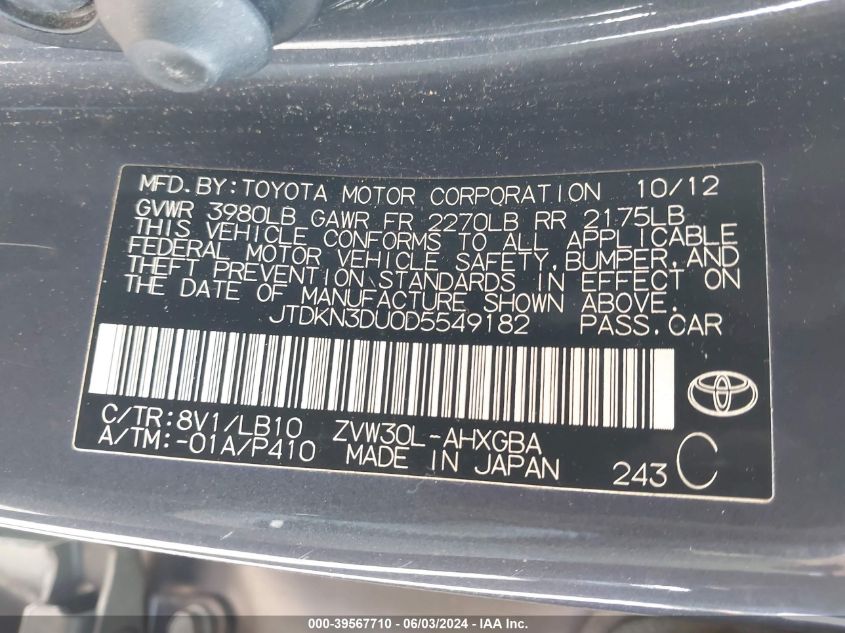 MFD.BY:TOYOTA MOTOR CORPORATION 10/12
GVWR 3980LB GAWR FR 2270LB RR 2175LB
THIS VEHICLE CONFORMS TO ALL APPLICABLE
FEDERAL MOTOR VEHICLE SAFETY,BUMPER,AND
THEFT PREVENTION STANDARDS IN EFFECT ON
THE DATE OF MANUFACTURE SHOWN ABOVE.
JTDKN3DU0D5549182 PASS.CAR
C/TR:8V1/LB10 ZVW30L-AHXGBA
A/TM:-01A/P410 MADE IN JAPAN 243 C
000-39567710 - 06/03/2024 - IAA Inc.